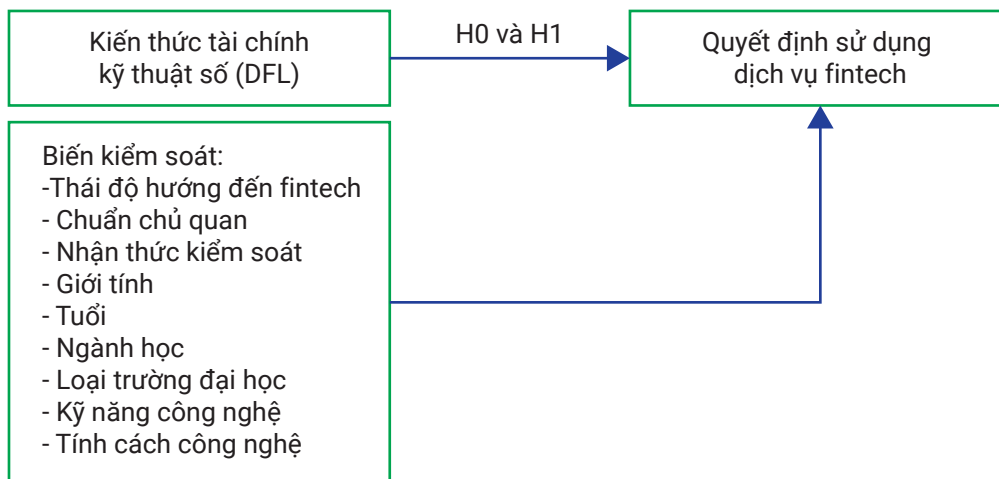 Kiến thức tài chính
kỹ thuật số (DFL)
H0 và H1
Quyết định sử dụng
dịch vụ fintech
Biến kiểm soát:
-Thái độ hướng đến fintech
- Chuẩn chủ quan
- Nhận thức kiểm soát
- Giới tính
- Tuổi
- Ngành học
- Loại trường đại học
- Kỹ năng công nghệ
- Tính cách công nghệ